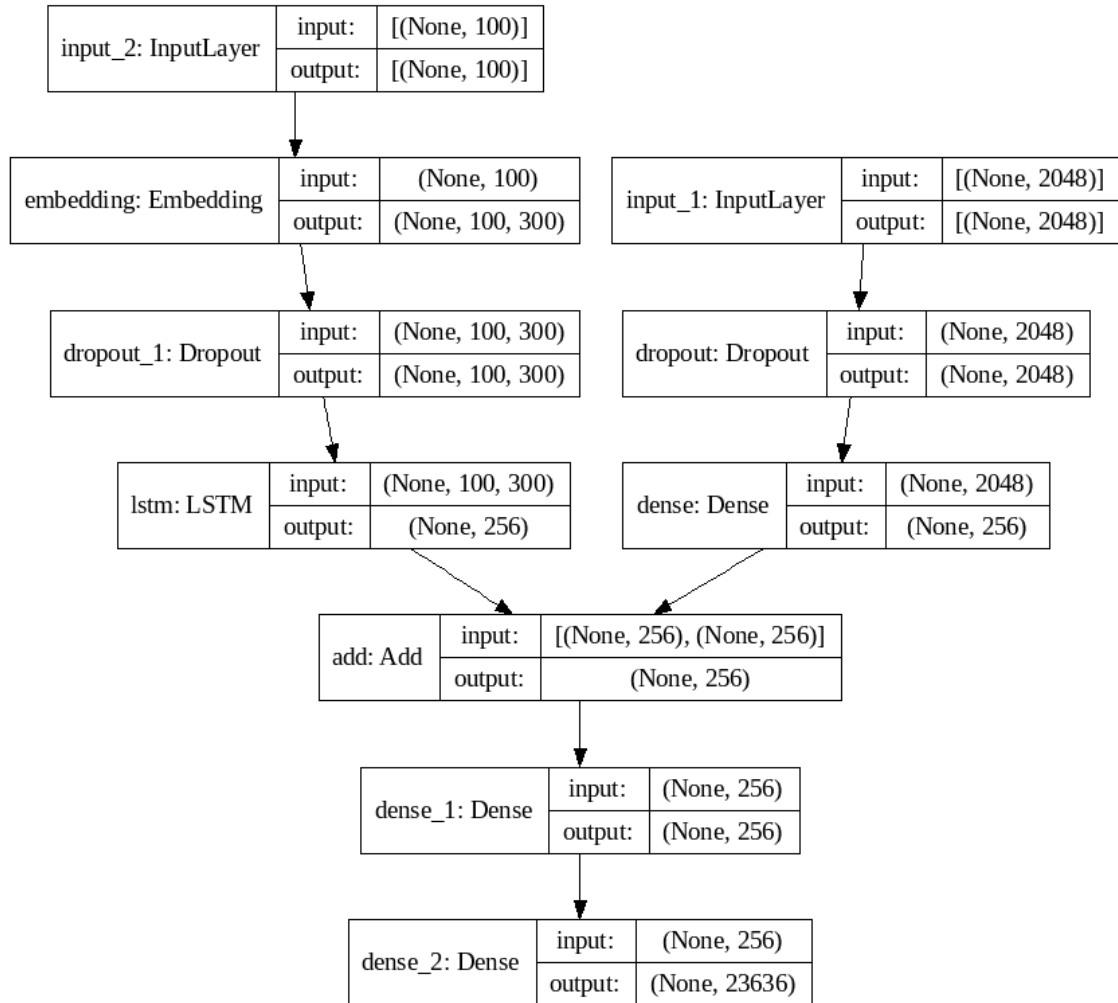 input_2: InputLayer
input: [(None, 100)]
output: [(None, 100)]
embedding: Embedding
input: (None, 100)
output: (None, 100, 300)
input_1: InputLayer
input: [(None, 2048)]
output: [(None, 2048)]
dropout_1: Dropout
input: (None, 100, 300)
output: (None, 100, 300)
dropout: Dropout
input: (None, 2048)
output: (None, 2048)
lstm: LSTM
input: (None, 100, 300)
output: (None, 256)
dense: Dense
input: (None, 2048)
output: (None, 256)
add: Add
input: [(None, 256), (None, 256)]
output: (None, 256)
dense_1: Dense
input: (None, 256)
output: (None, 256)
dense_2: Dense
input: (None, 256)
output: (None, 23636)